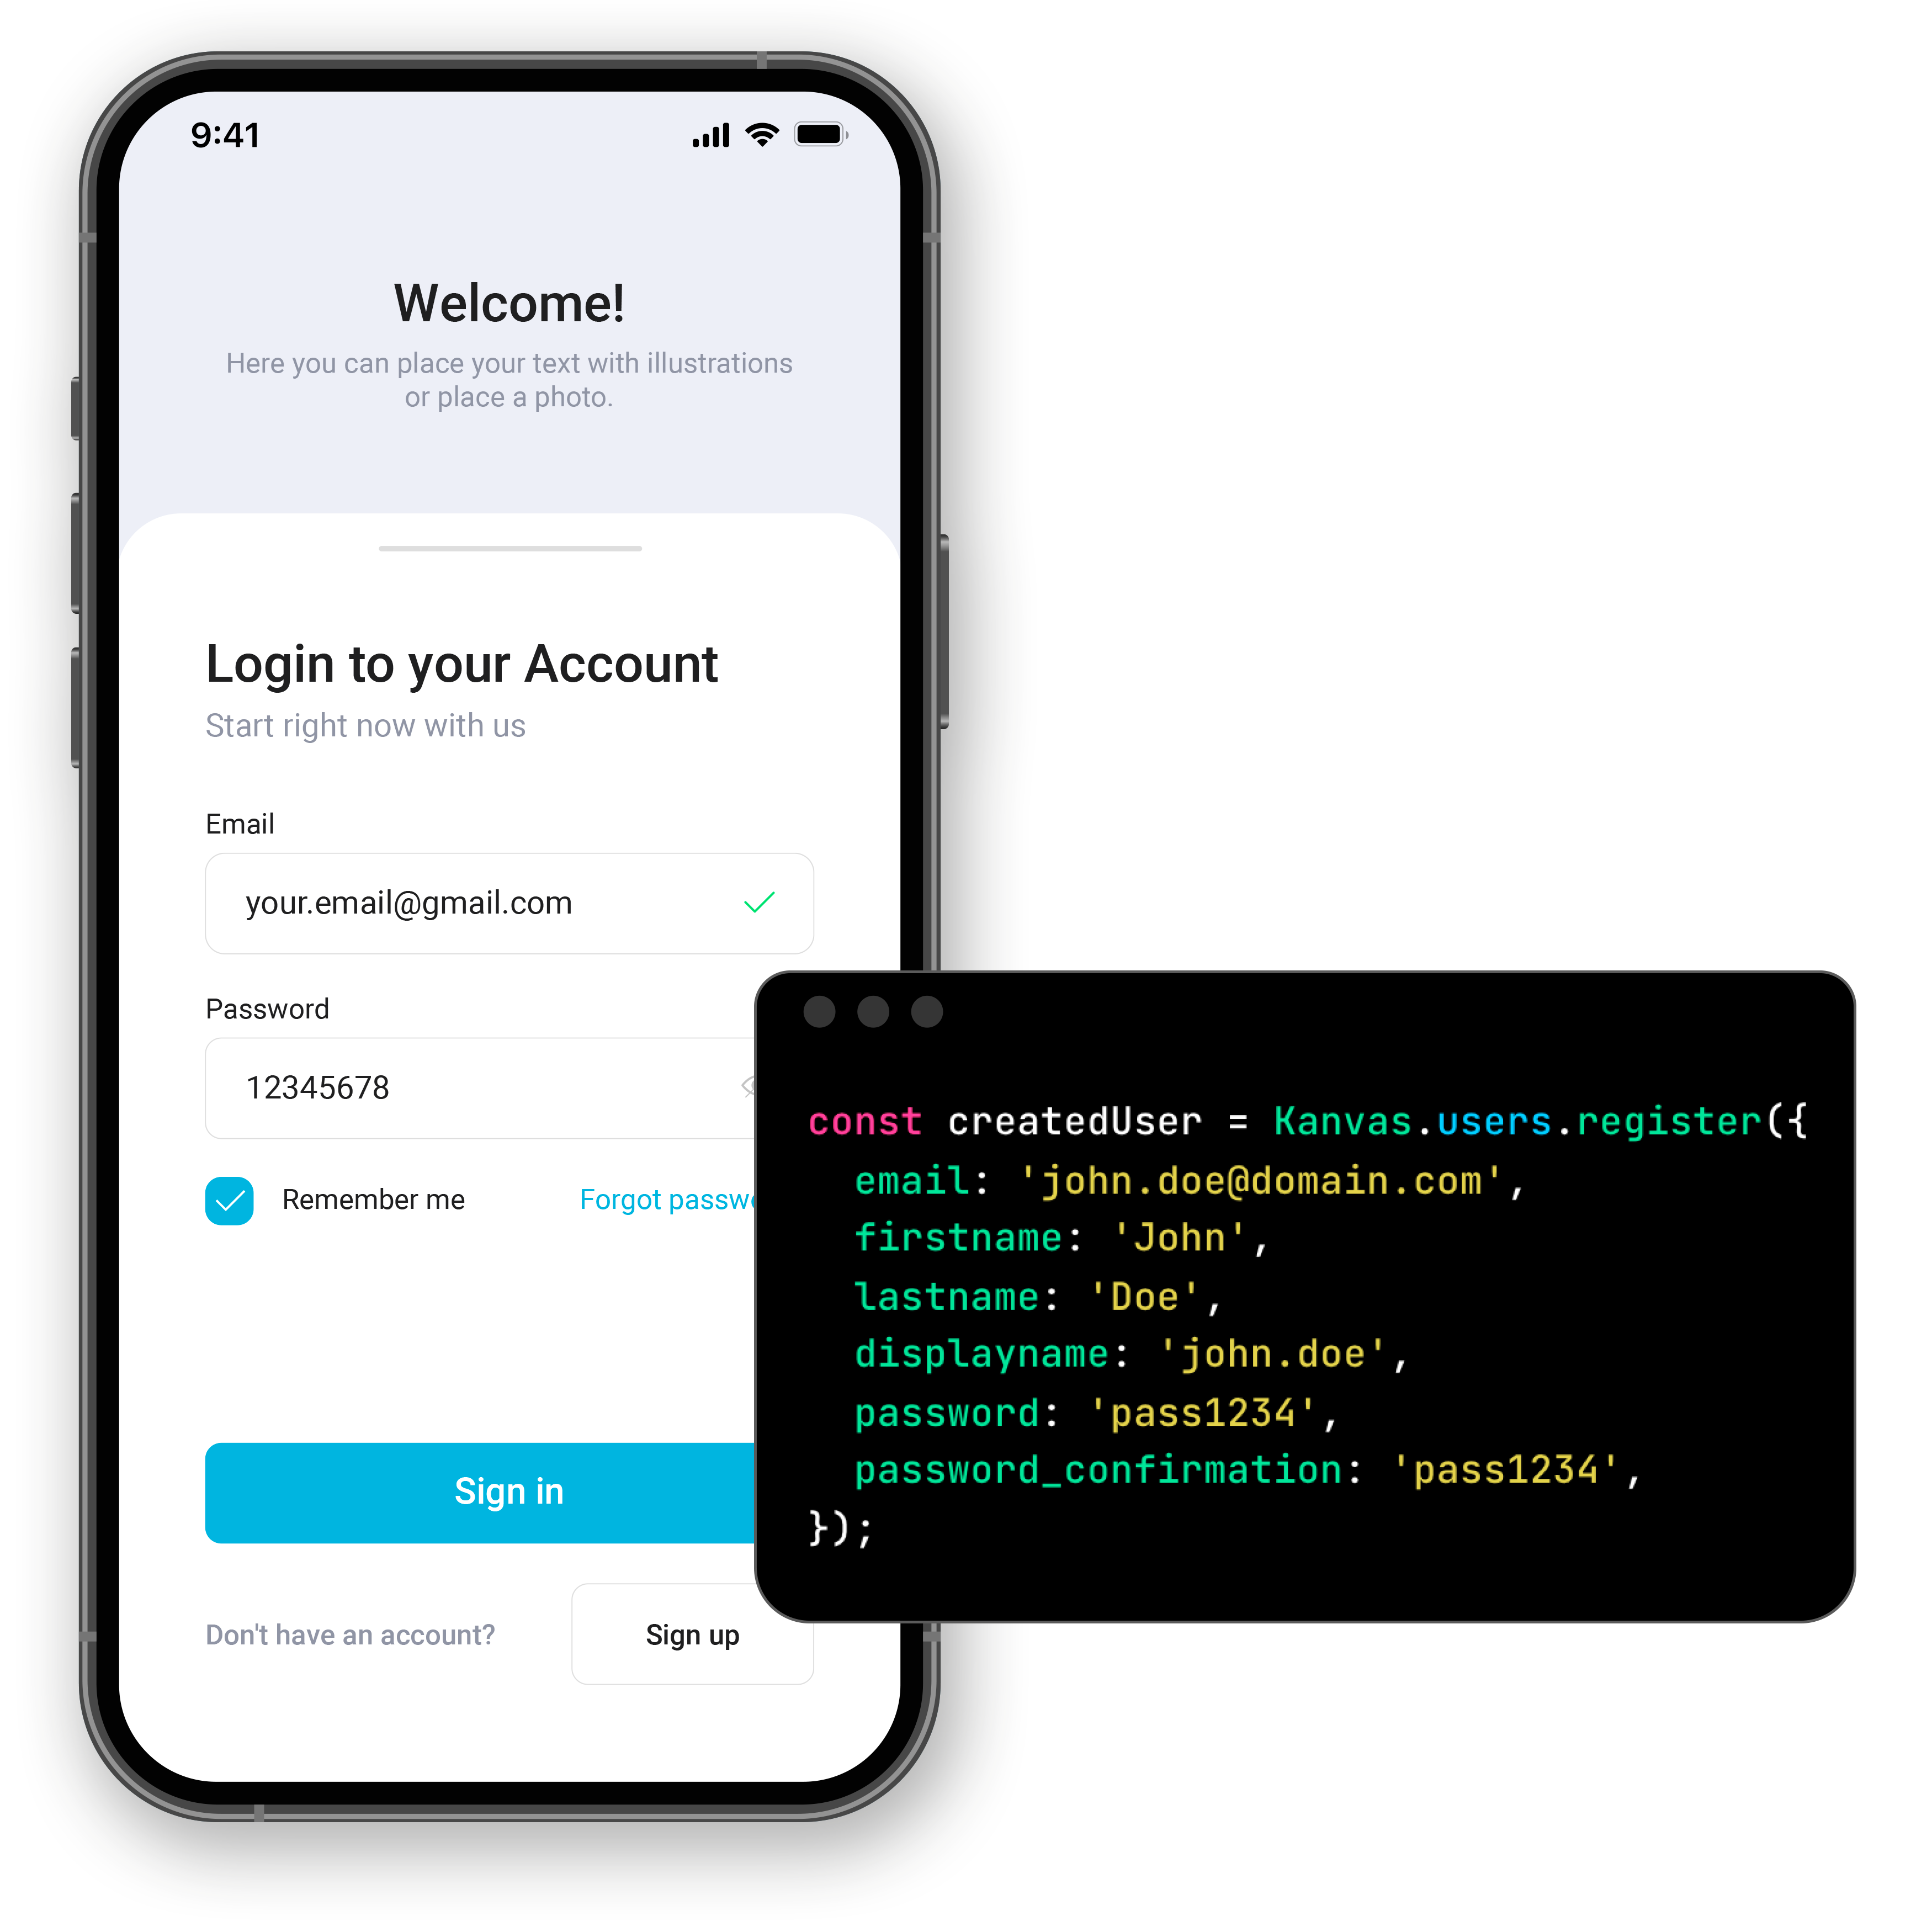 9:41
Welcome!
Here you can place your text with illustrations
or place a photo.
Login to your Account
Start right now with us
Email
your.email@gmail.com
Password
12345678
Remember me
Forgot
Sign in
Don't have an account?
Sign up
const createdUser = Kanvas.users.register({
email: 'john.doe@domain.com',
firstname: 'John',
lastname: 'Doe',
displayname: 'john.doe',
password: 'pass1234',
password_confirmation: 'pass1234',
});